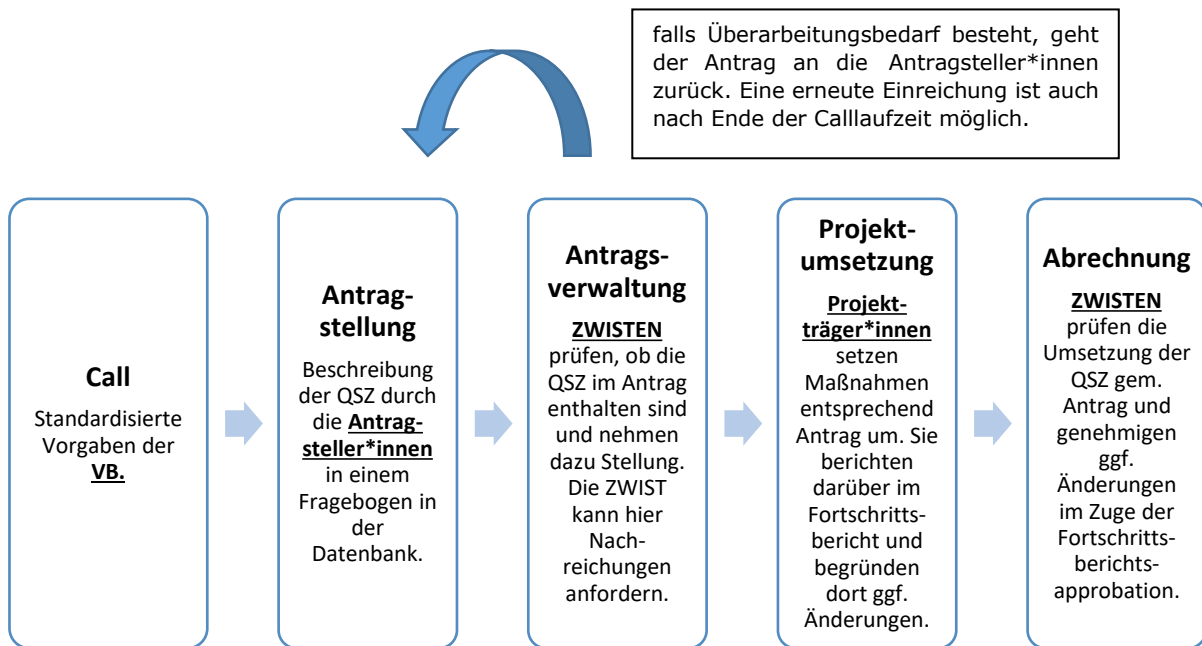 falls Überarbeitungsbedarf besteht, geht
der Antrag an die Antragsteller*innen
zurück. Eine erneute Einreichung ist auch
nach Ende der Calllaufzeit möglich.
Call
Standardisierte
Vorgaben der
VB.
Antrag-
stellung
Beschreibung
der QSZ durch
die Antrag-
steller*innen
in einem
Fragebogen in
der
Datenbank.
Antrags-
verwaltung
ZWISTEN
prüfen, ob die
QSZ im Antrag
enthalten sind
und nehmen
dazu Stellung.
Die ZWIST
kann hier
Nach-
reichungen
anfordern.
Projekt-
umsetzung
Projekt-
träger*innen
setzen
Maßnahmen
entsprechend
Antrag um. Sie
berichten
darüber im
Fortschritts-
bericht und
begründen
dort ggf.
Änderungen.
Abrechnung
ZWISTEN
prüfen die
Umsetzung der
QSZ gem.
Antrag und
genehmigen
ggf.
Änderungen
im Zuge der
Fortschritts-
berichts-
approbation.